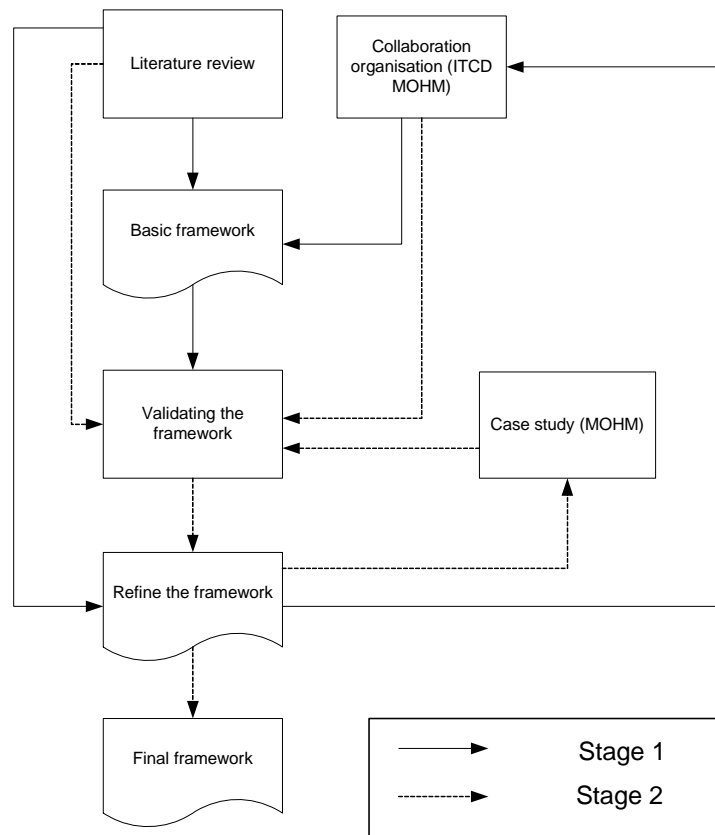 Literature review
Collaboration
organisation (ITCD
MOHM)
Basic framework
Validating the
framework
Case study (MOHM)
Refine the framework
Final framework
Stage 1
Stage 2